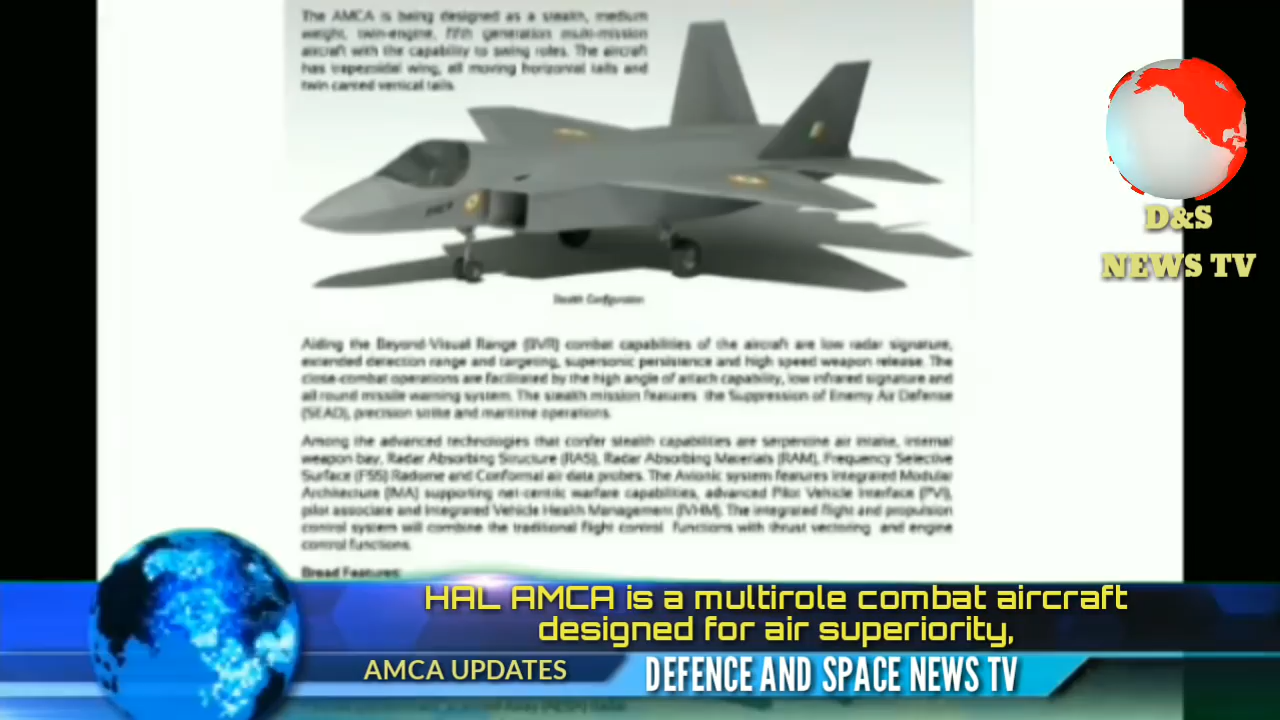 The AMCA is being designed as a stealth, medium
weight, twin-engine, fifth generation multi-mission
aircraft with the capability to swing roles. The aircraft
has trapezoidal wing, all moving horizontal tails and
twin canted vertical tails.
D&S
NEWS TV
Stealth Configuration
Aiding the Beyond-Visual Range (BVR) combat capabilities of the aircraft are low radar signature,
extended detection range and targeting, supersonic persistence and high speed weapon release. The
close-combat operations are facilitated by the high angle of attack capability, low infrared signature and
all round missile warning system. The stealth mission features the Suppression of Enemy Air Defense
(SEAD), precision strike and maritime operations.
Among the advanced technologies that confer stealth capabilities are serpentine air intake, internal
weapon bay, Radar Absorbing Structure (RAS), Radar Absorbing Materials (RAM), Frequency Selective
Surface (FSS) Radome and Conformal air data probes. The Avionic system features Integrated Modular
Architecture (IMA) supporting net-centric warfare capabilities, advanced Pilot Vehicle Interface (PVI),
pilot associate and Integrated Vehicle Health Management (IVHM). The integrated flight and propulsion
control system will combine the traditional flight control functions with thrust vectoring and engine
control functions.
Broad Features:
HAL AMCA is a multirole combat aircraft
designed for air superiority,
AMCA UPDATES
DEFENCE AND SPACE NEWS TV